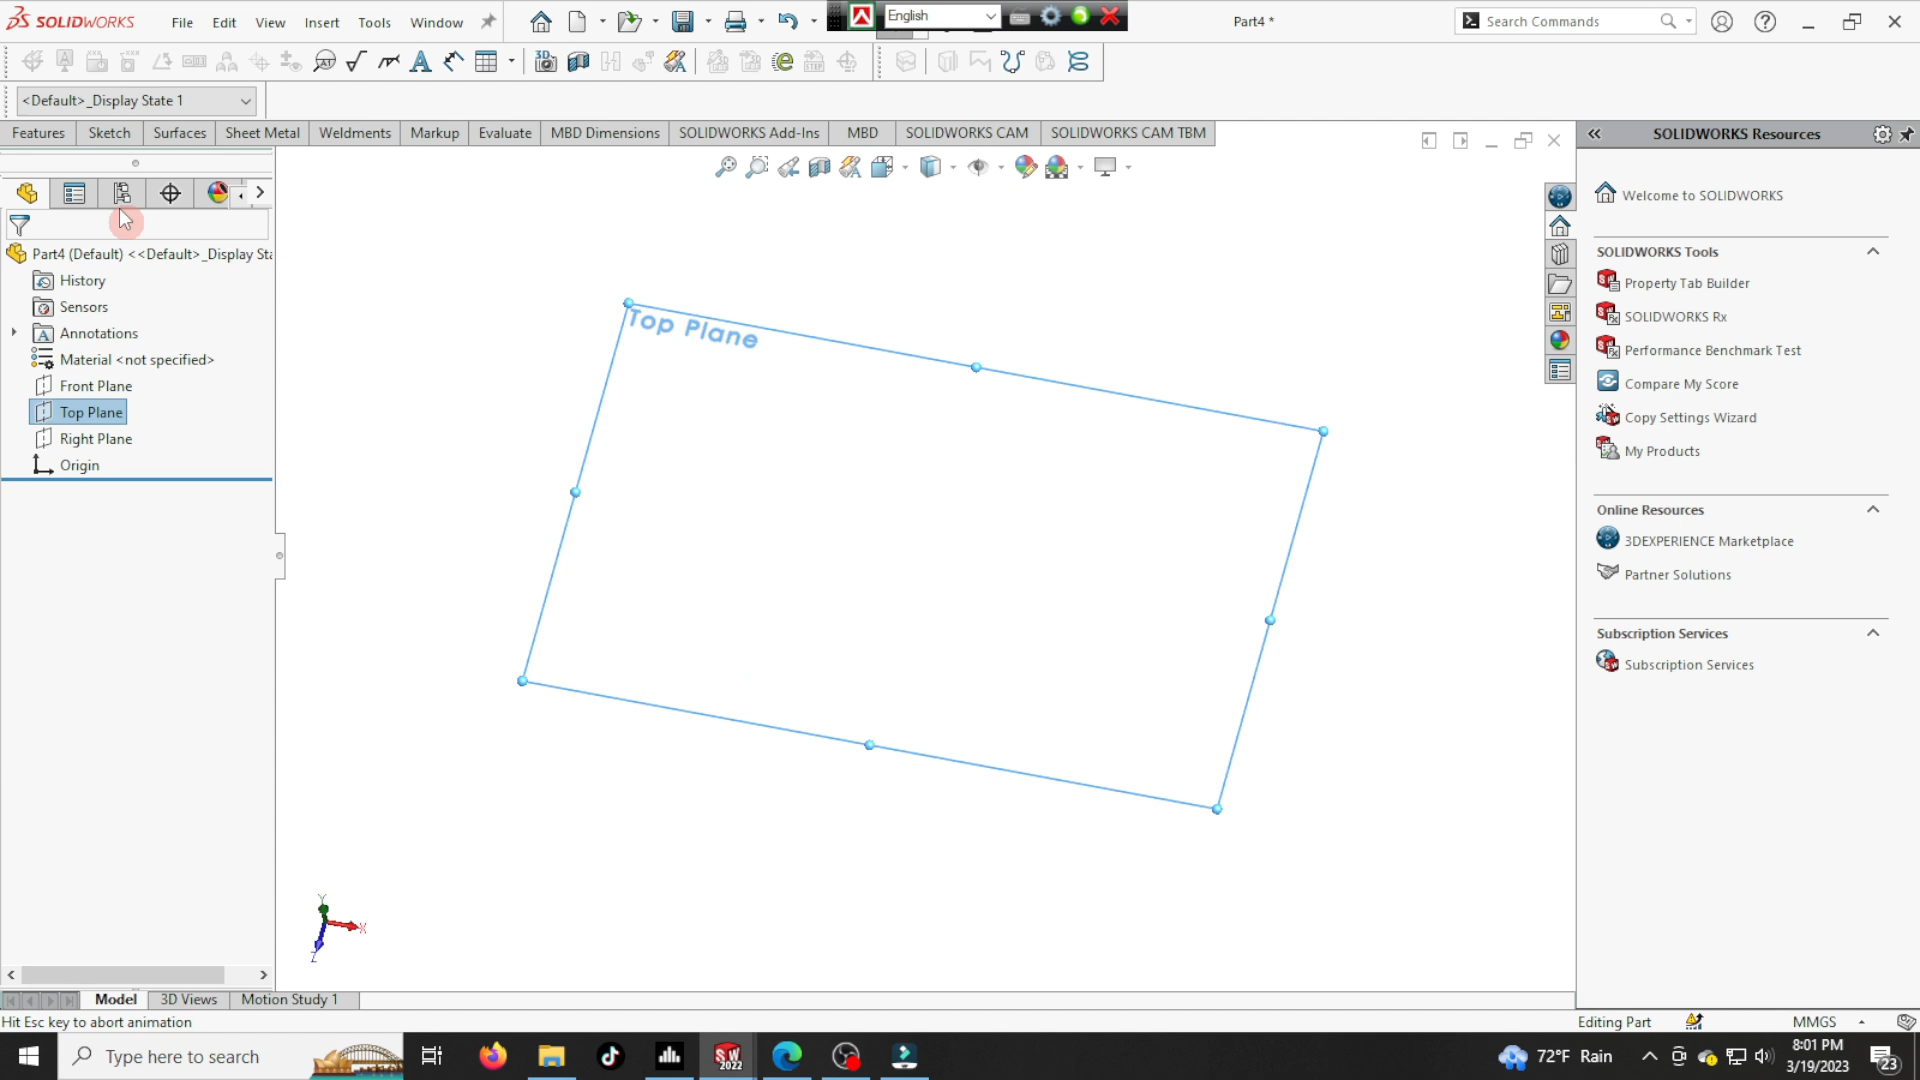 SOLIDWORKS
File
Edit
View
Insert
Tools
Window
English
Part4 *
Search Commands
<Default>_Display State 1
Features
Sketch
Surfaces
Sheet Metal
Weldments
Markup
Evaluate
MBD Dimensions
SOLIDWORKS Add-Ins
MBD
SOLIDWORKS CAM
SOLIDWORKS CAM TBM
SOLIDWORKS Resources
Part4 (Default) <<Default>_Display Sta
History
Sensors
Annotations
Material <not specified>
Front Plane
Top Plane
Right Plane
Origin
Top Plane
Y
X
Z
Welcome to SOLIDWORKS
SOLIDWORKS Tools
Property Tab Builder
SOLIDWORKS Rx
Performance Benchmark Test
Compare My Score
Copy Settings Wizard
My Products
Online Resources
3DEXPERIENCE Marketplace
Partner Solutions
Subscription Services
Subscription Services
Model
3D Views
Motion Study 1
Hit Esc key to abort animation
Editing Part
MMGS
Type here to search
SW
2022
72°F Rain
8:01 PM
3/19/2023
23